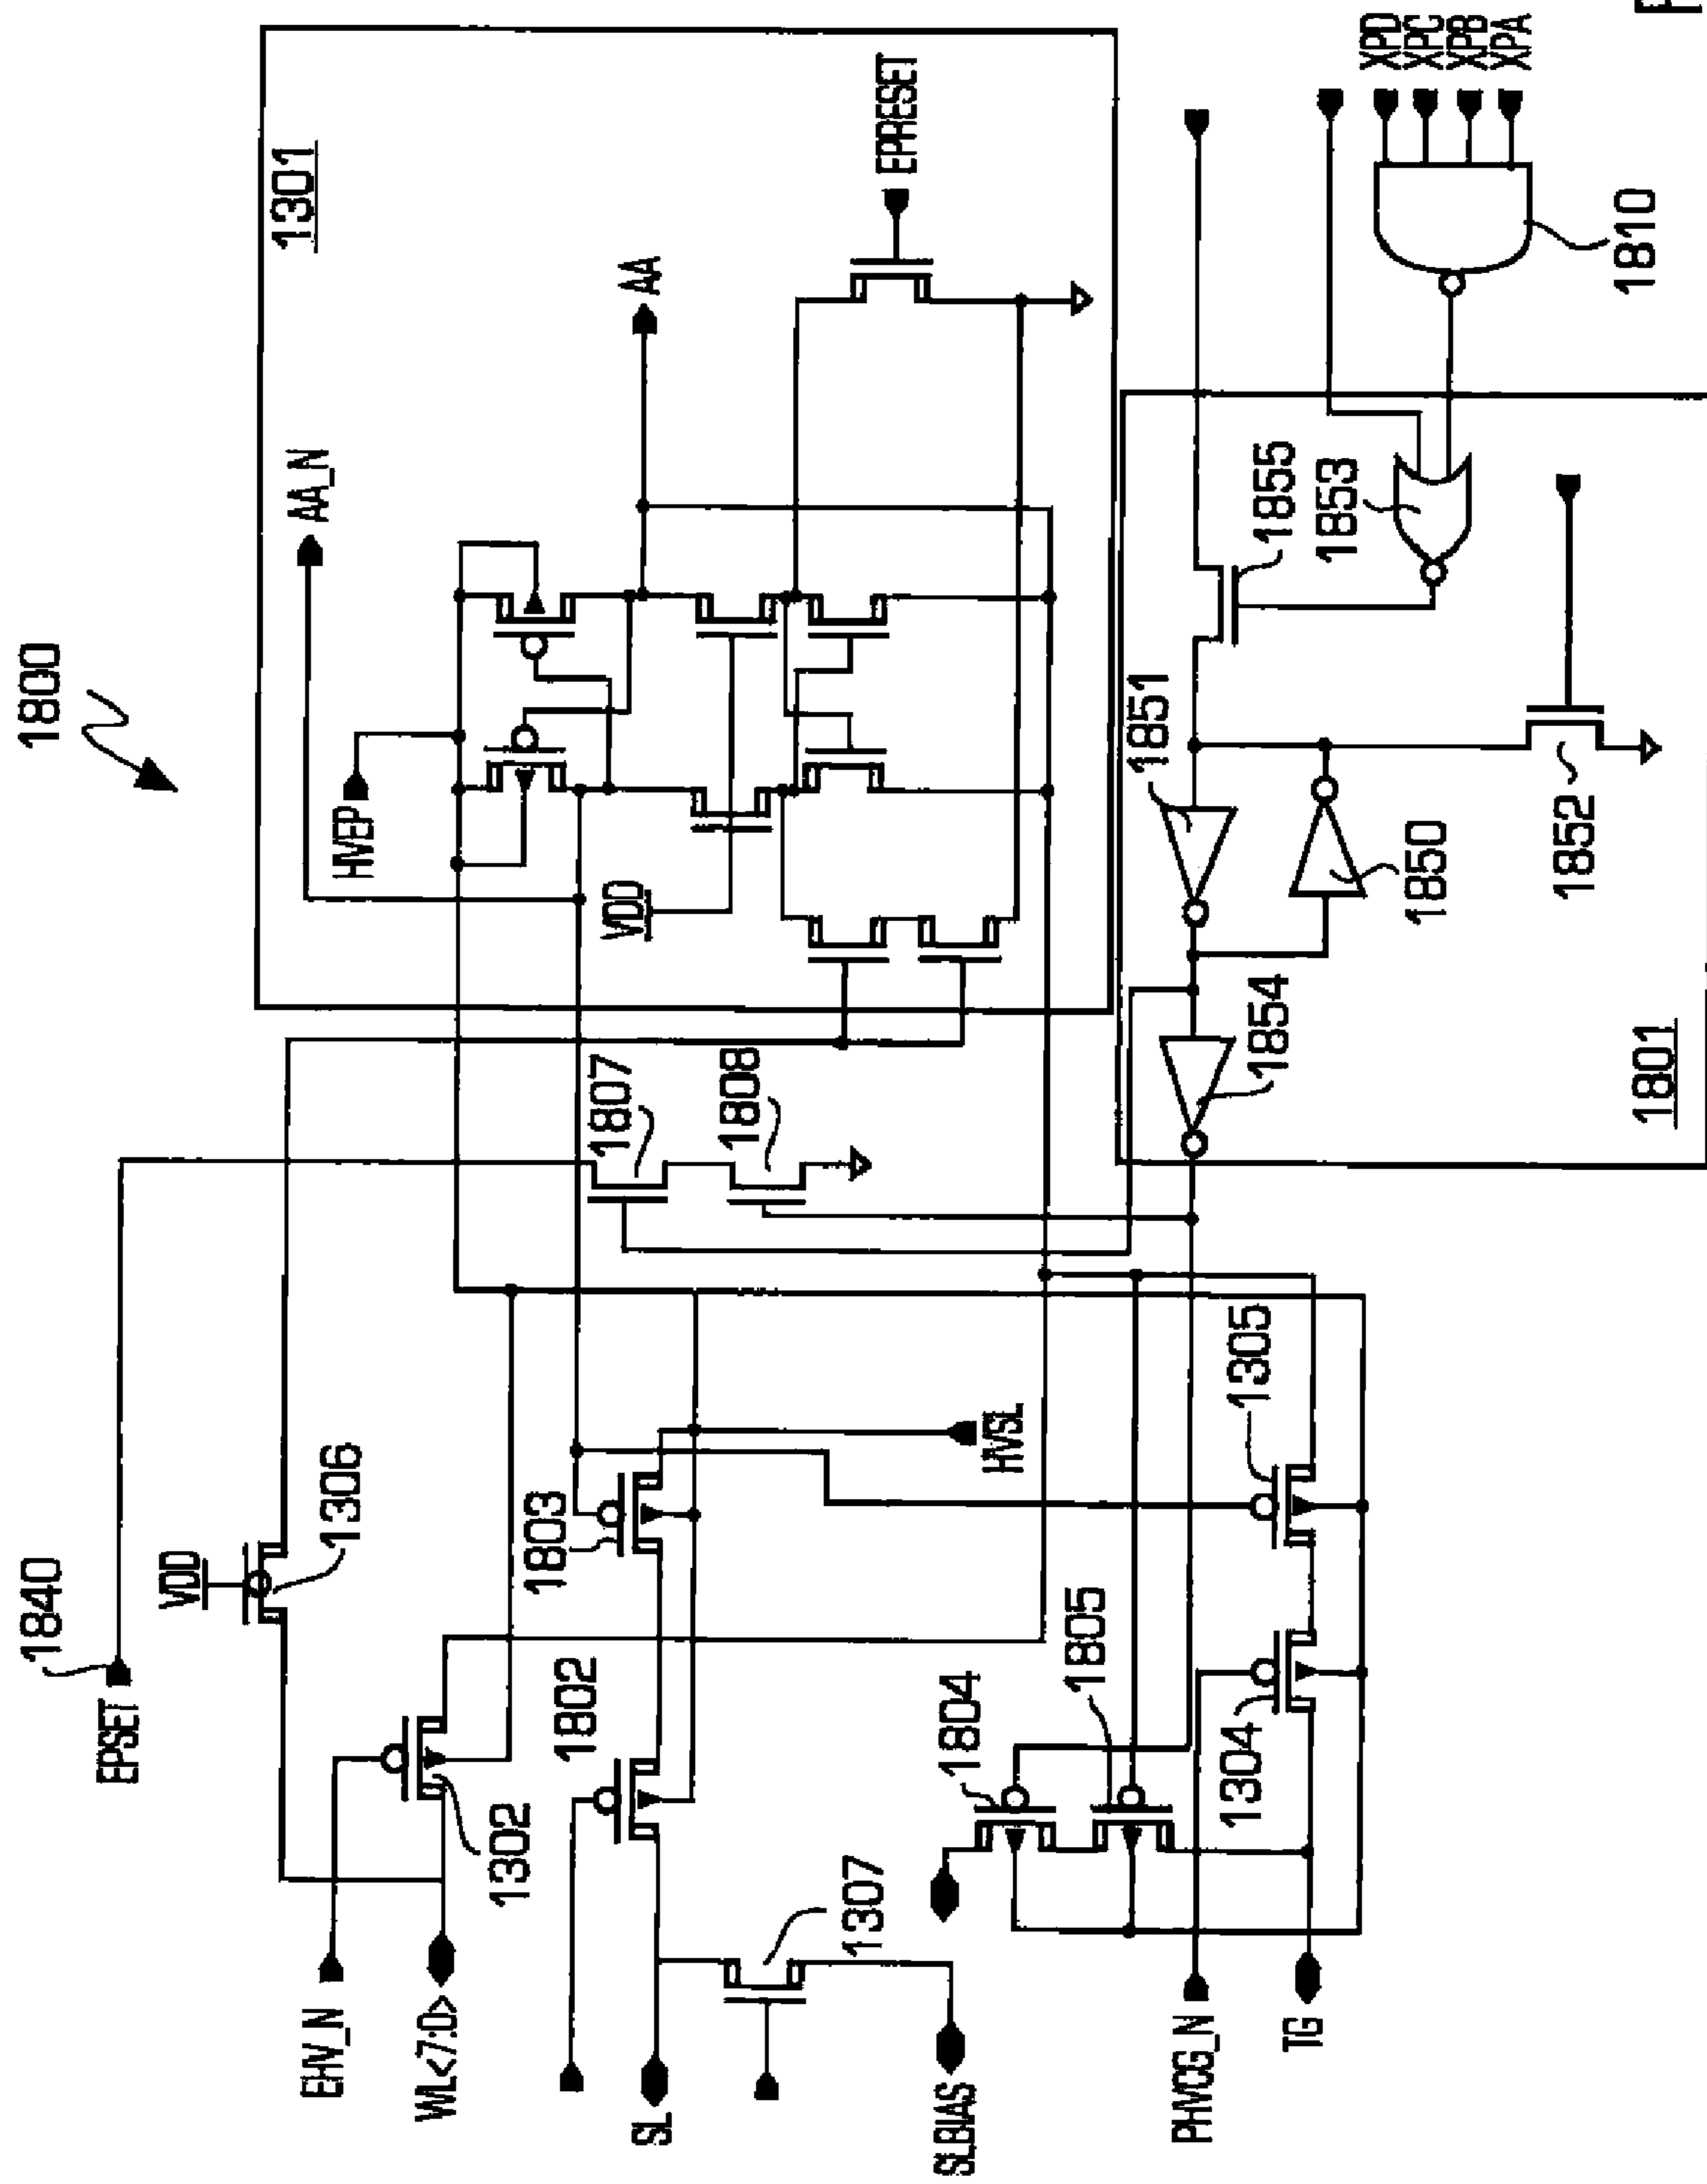 1800
1301
AA_N
HVEP
AA
EPRESET
VDD
XPD
XPC
XPB
XPA
1810
1855
1853
1851
1850
1852
1854
1801
1807
1808
1840
EPSET
VDD
1306
EHV_N
WL<7:0>
1302
1802
1803
HVSL
SL
1307
SLBIAS
1804
1805
1304
1305
PHVCG_N
TG